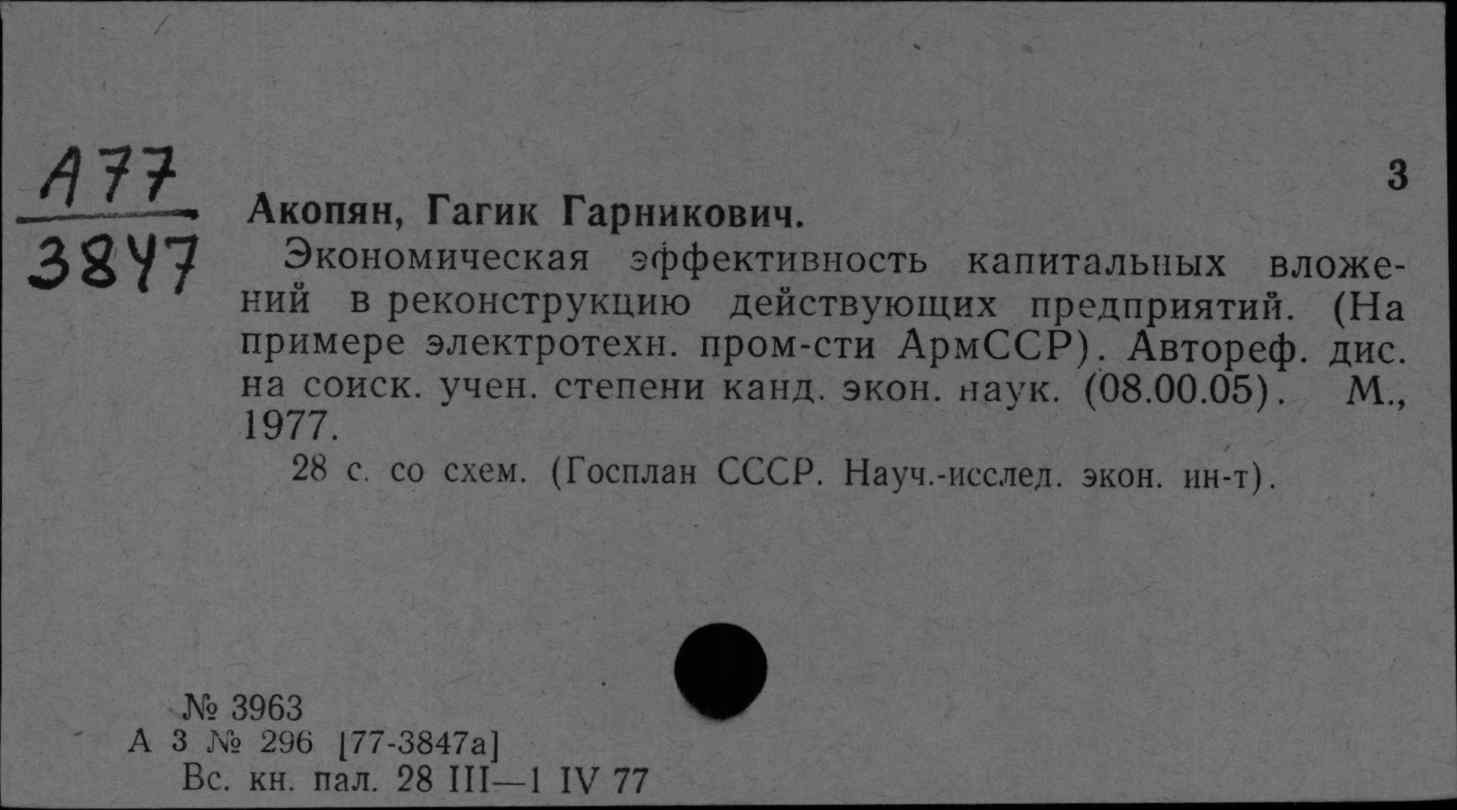 А77
3847
3
Акопян, Гагик Гарникович.
Экономическая эффективность капитальных вложе-
ний в реконструкцию действующих предприятий. (На
примере электротехн. пром-сти АрмССР). Автореф. дис.
на соиск. учен. степени канд. экон. наук. (08.00.05). М.,
1977.
28 с. со схем. (Госплан СССР. Науч.-исслед. экон. ин-т).
№ 3963
А 3 № 296 [77-3847а]
Вс. кн. пал. 28 III—1 IV 77